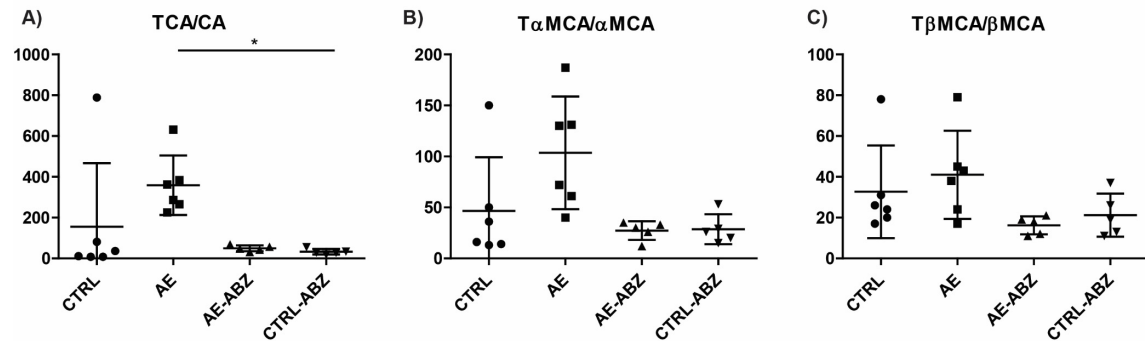 A)
TCA/CA
*
1000
800
600
400
200
0
CTRL
AE
AE-ABZ
CTRL-ABZ
B)
TαMCA/αMCA
200
150
100
50
0
CTRL
AE
AE-ABZ
CTRL-ABZ
C)
TβMCA/βMCA
100
80
60
40
20
0
CTRL
AE
AE-ABZ
CTRL-ABZ